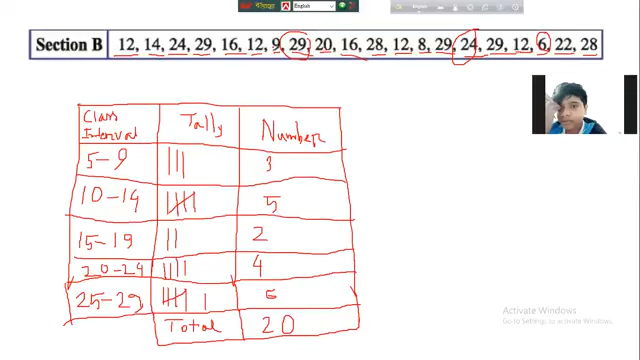 English
Section B 12, 14, 24, 29, 16, 12, 9, 29, 20, 16, 28, 12, 8, 29, 24, 29, 12, 6, 22, 28
Class Interval Tally Number
5-9 ||| 3
10-14 |||| 5
15-19 || 2
20-24 |||| 4
25-29 |||| | 6
Total 20
Activate Windows
Go to Settings to activate Windows.